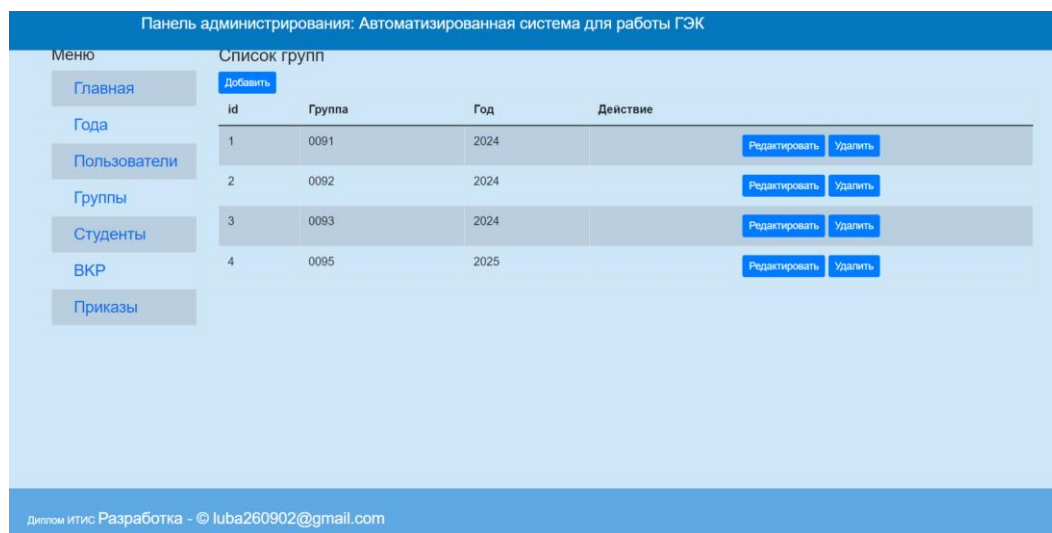 Панель администрирования: Автоматизированная система для работы ГЭК
Меню
Главная
Года
Пользователи
Группы
Студенты
ВКР
Приказы
Список групп
Добавить
id Группа Год Действие
1 0091 2024 Редактировать Удалить
2 0092 2024 Редактировать Удалить
3 0093 2024 Редактировать Удалить
4 0095 2025 Редактировать Удалить
Диплом ИТИС Разработка - © luba260902@gmail.com